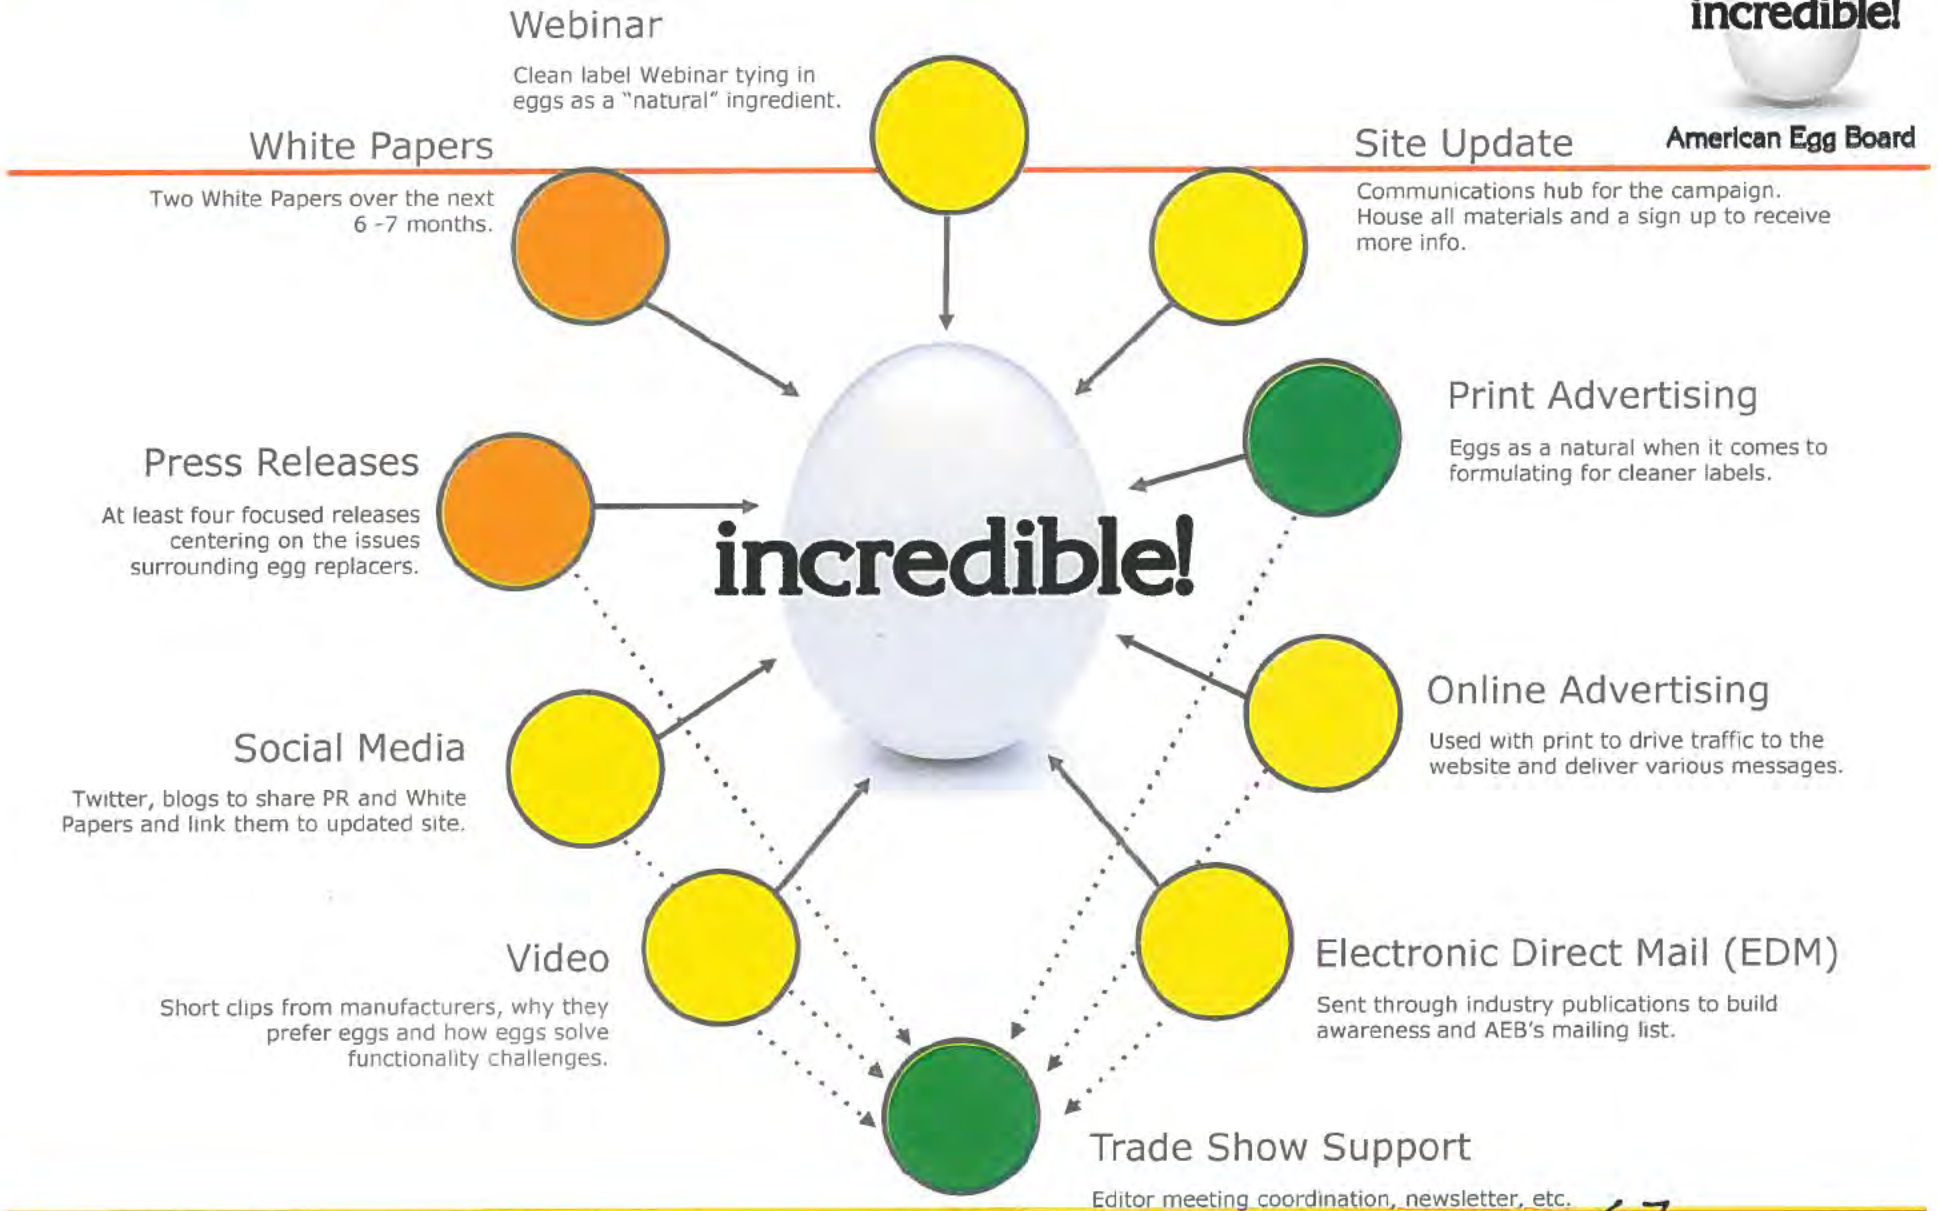 Webinar
Clean label Webinar tying in
eggs as a "natural" ingredient.
incredible!
American Egg Board
White Papers
Two White Papers over the next
6 -7 months.
Site Update
Communications hub for the campaign.
House all materials and a sign up to receive
more info.
Print Advertising
Eggs as a natural when it comes to
formulating for cleaner labels.
Press Releases
At least four focused releases
centering on the issues
surrounding egg replacers.
incredible!
Online Advertising
Used with print to drive traffic to the
website and deliver various messages.
Social Media
Twitter, blogs to share PR and White
Papers and link them to updated site.
Video
Short clips from manufacturers, why they
prefer eggs and how eggs solve
functionality challenges.
Electronic Direct Mail (EDM)
Sent through industry publications to build
awareness and AEB's mailing list.
Trade Show Support
Editor meeting coordination, newsletter, etc.